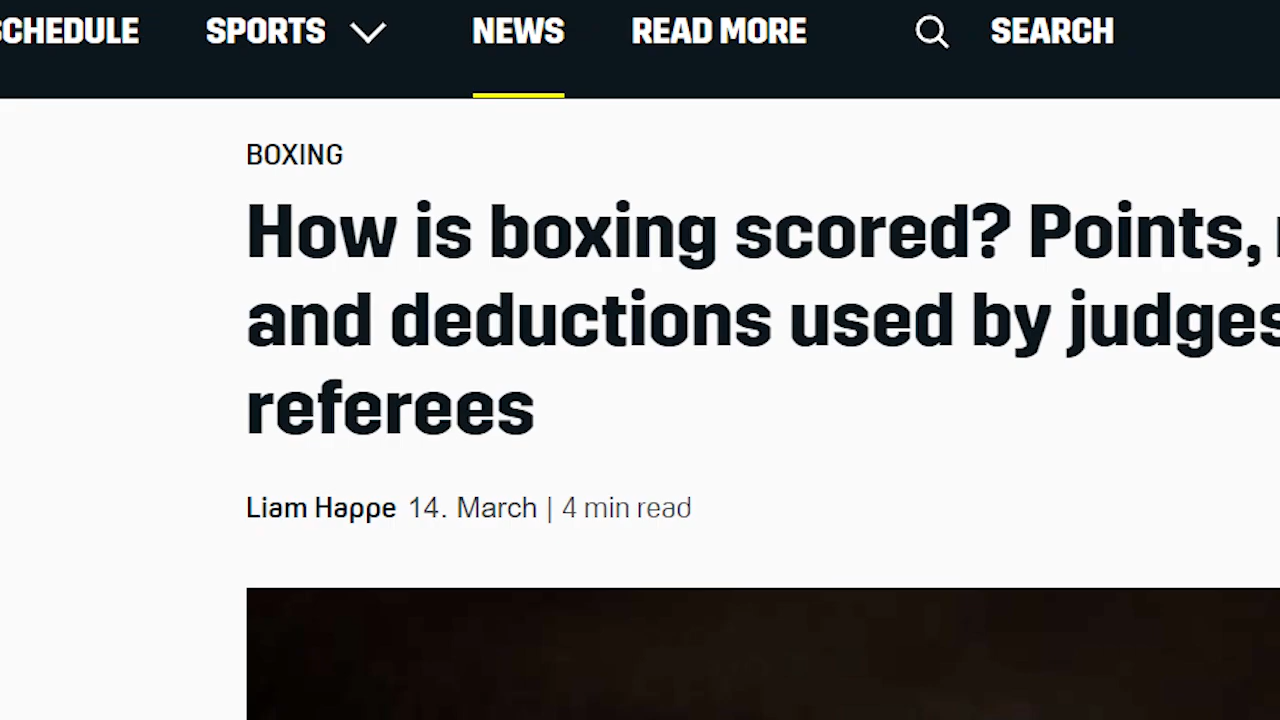 SCHEDULE SPORTS NEWS READ MORE SEARCH
BOXING
How is boxing scored? Points,
and deductions used by judges
referees
Liam Happe 14. March | 4 min read